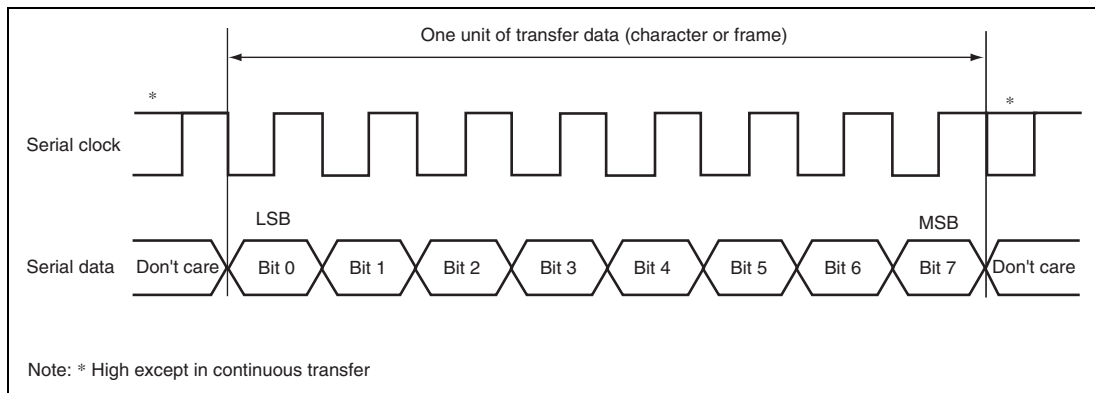 One unit of transfer data (character or frame)
* *
Serial clock
LSB MSB
Serial data Don't care Bit 0 Bit 1 Bit 2 Bit 3 Bit 4 Bit 5 Bit 6 Bit 7 Don't care
Note: * High except in continuous transfer